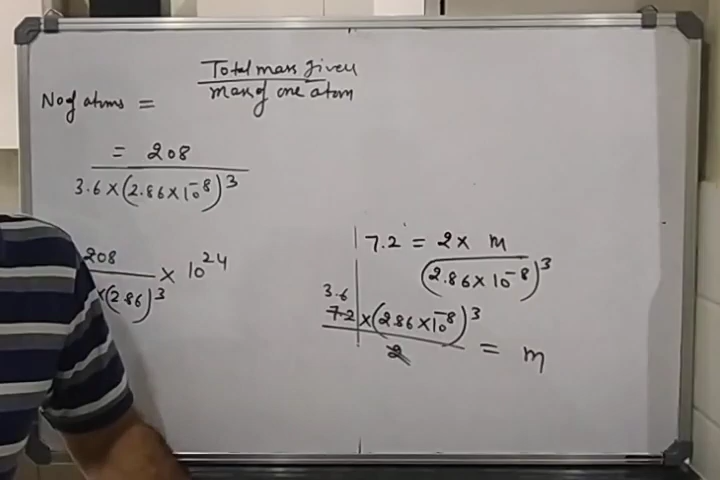 No of atoms = Total mass given
mass of one atom
= 208
3.6 × (2.86 × 10⁻⁸)³
208
×(2.86)³ × 10²⁴
7.2 = 2 × m
(2.86 × 10⁻⁸)³
3.6
7.2 × (2.86 × 10⁻⁸)³
2 = m